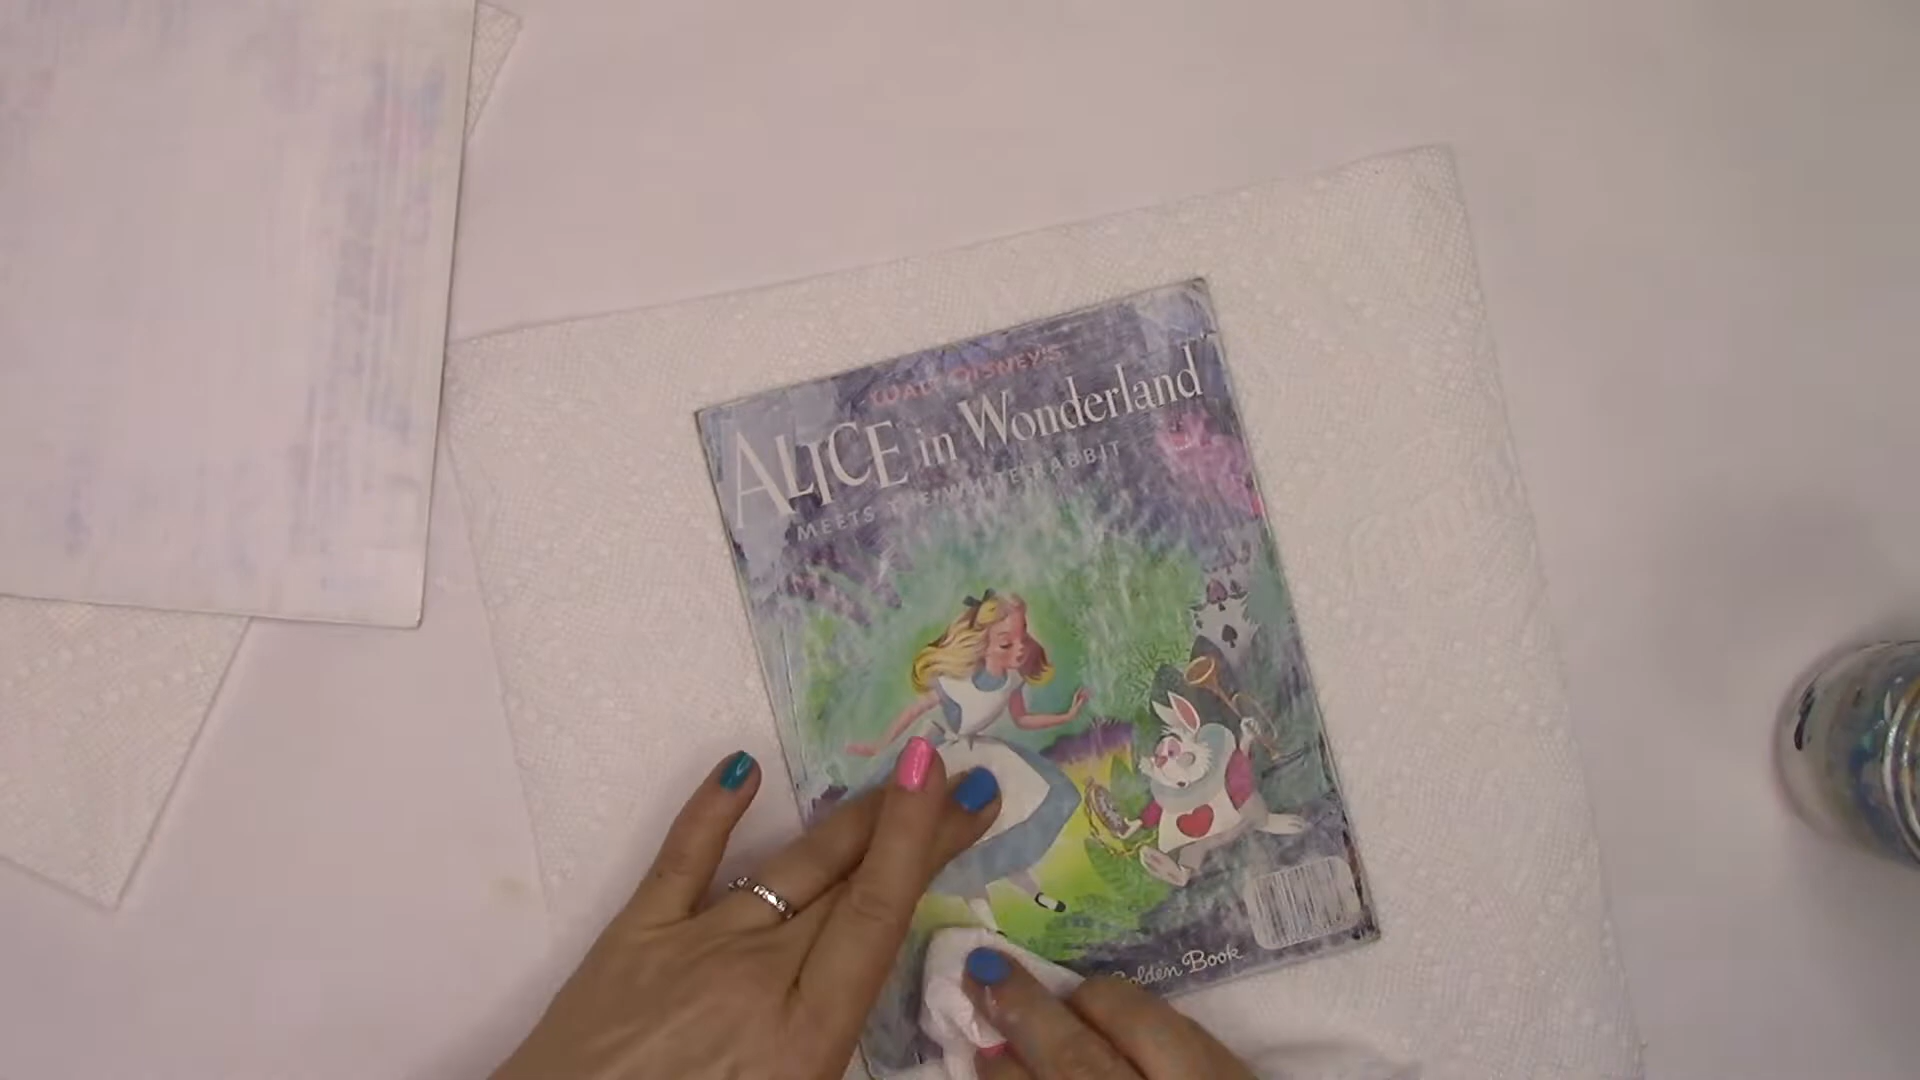 WALT DISNEY'S
ALICE in Wonderland
MEETS THE WHITE RABBIT
Golden Book